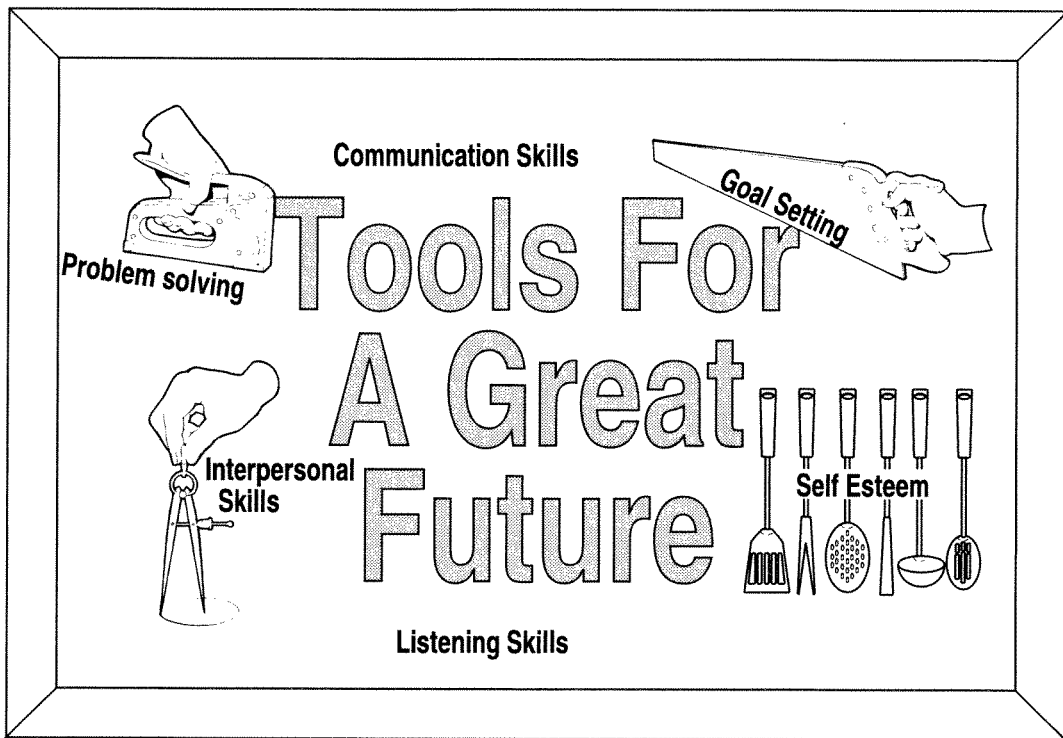 Communication Skills
Goal Setting
Problem solving
Tools For
A Great
Future
Interpersonal
Skills
Self Esteem
Listening Skills